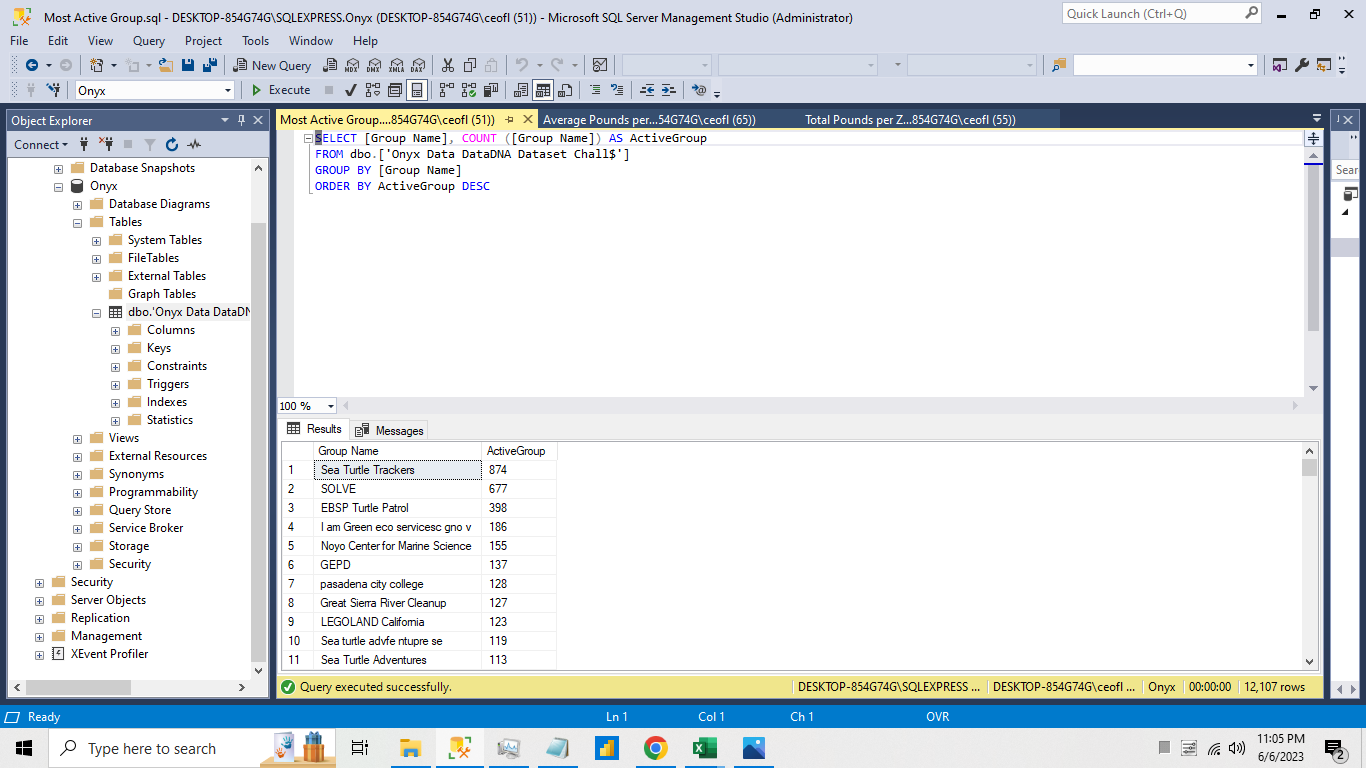 Most Active Group.sql - DESKTOP-854G74G\SQLEXPRESS.Onyx (DESKTOP-854G74G\ceofl (51)) - Microsoft SQL Server Management Studio (Administrator)
Quick Launch (Ctrl+Q)
File Edit View Query Project Tools Window Help
New Query
MDX DMX XMLA DAX
Onyx
Execute
Object Explorer
Connect
Database Snapshots
Onyx
Database Diagrams
Tables
System Tables
FileTables
External Tables
Graph Tables
dbo.'Onyx Data DataDN
Columns
Keys
Constraints
Triggers
Indexes
Statistics
Views
External Resources
Synonyms
Programmability
Query Store
Service Broker
Storage
Security
Security
Server Objects
Replication
Management
XEvent Profiler
Most Active Group....854G74G\ceofl (51)) Average Pounds per...54G74G\ceofl (65)) Total Pounds per Z...854G74G\ceofl (55))
SELECT [Group Name], COUNT ([Group Name]) AS ActiveGroup
FROM dbo.['Onyx Data DataDNA Dataset Chall$']
GROUP BY [Group Name]
ORDER BY ActiveGroup DESC
Sear
100 %
Results Messages
Group Name ActiveGroup
1 Sea Turtle Trackers 874
2 SOLVE 677
3 EBSP Turtle Patrol 398
4 I am Green eco servicesc gno v 186
5 Noyo Center for Marine Science 155
6 GEPD 137
7 pasadena city college 128
8 Great Sierra River Cleanup 127
9 LEGOLAND California 123
10 Sea turtle advfe ntupre se 119
11 Sea Turtle Adventures 113
Query executed successfully. DESKTOP-854G74G\SQLEXPRESS ... DESKTOP-854G74G\ceofl ... Onyx 00:00:00 12,107 rows
Ready Ln 1 Col 1 Ch 1 OVR
Type here to search
11:05 PM
6/6/2023
2